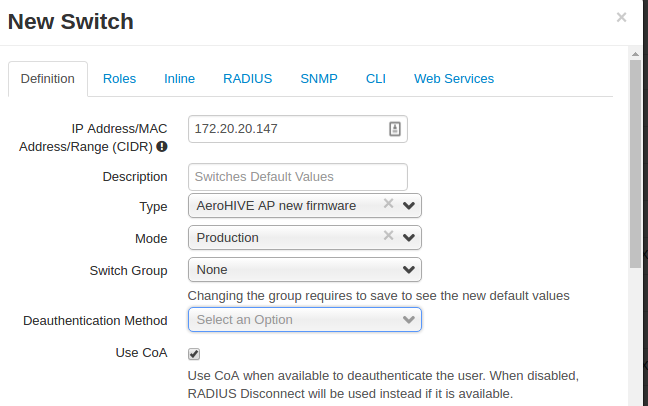 New Switch
×
Definition Roles Inline RADIUS SNMP CLI Web Services
IP Address/MAC
Address/Range (CIDR)
172.20.20.147
Description
Switches Default Values
Type
AeroHIVE AP new firmware
Mode
Production
Switch Group
None
Changing the group requires to save to see the new default values
Deauthentication Method
Select an Option
Use CoA
Use CoA when available to deauthenticate the user. When disabled,
RADIUS Disconnect will be used instead if it is available.